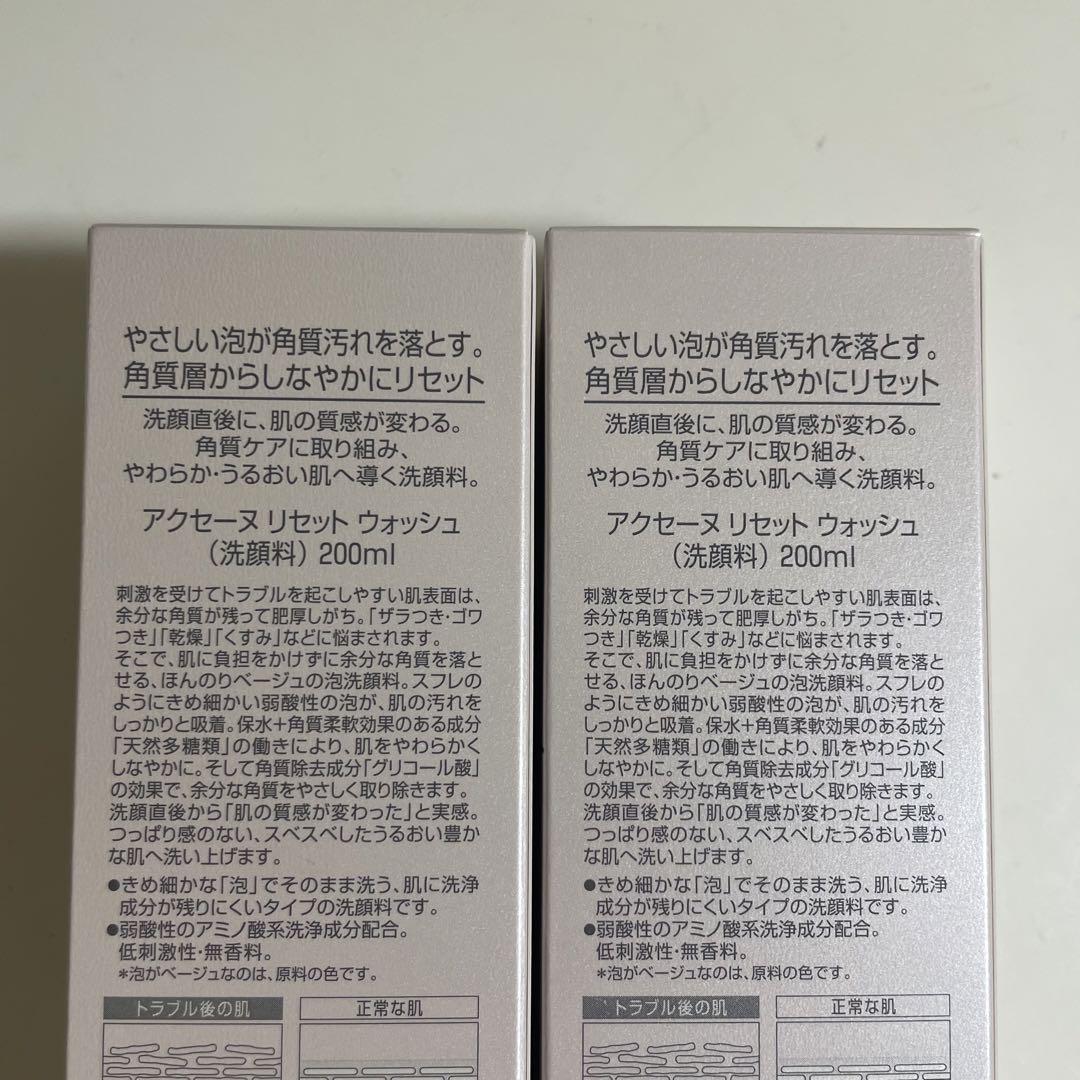 やさしい泡が角質汚れを落とす。
角質層からしなやかにリセット
洗顔直後に、肌の質感が変わる。
角質ケアに取り組み、
やわらか・うるおい肌へ導く洗顔料。
アクセーヌ リセット ウォッシュ
（洗顔料）200ml
刺激を受けてトラブルを起こしやすい肌表面は、
余分な角質が残って肥厚しがち。「ザラつき・ゴワ
つき」「乾燥」「くすみ」などに悩まされます。
そこで、肌に負担をかけずに余分な角質を落と
せる、ほんのりベージュの泡洗顔料。スフレの
ようにきめ細かい弱酸性の泡が、肌の汚れを
しっかりと吸着。保水＋角質柔軟効果のある成分
「天然多糖類」の働きにより、肌をやわらかく
しなやかに。そして角質除去成分「グリコール酸」
の効果で、余分な角質をやさしく取り除きます。
洗顔直後から「肌の質感が変わった」と実感。
つっぱり感のない、スベスベしたうるおい豊か
な肌へ洗い上げます。
●きめ細かな「泡」でそのまま洗う、肌に洗浄
成分が残りにくいタイプの洗顔料です。
●弱酸性のアミノ酸系洗浄成分配合。
低刺激性・無香料。
＊泡がベージュなのは、原料の色です。
トラブル後の肌
正常な肌
やさしい泡が角質汚れを落とす。
角質層からしなやかにリセット
洗顔直後に、肌の質感が変わる。
角質ケアに取り組み、
やわらか・うるおい肌へ導く洗顔料。
アクセーヌ リセット ウォッシュ
（洗顔料）200ml
刺激を受けてトラブルを起こしやすい肌表面は、
余分な角質が残って肥厚しがち。「ザラつき・ゴワ
つき」「乾燥」「くすみ」などに悩まされます。
そこで、肌に負担をかけずに余分な角質を落と
せる、ほんのりベージュの泡洗顔料。スフレの
ようにきめ細かい弱酸性の泡が、肌の汚れを
しっかりと吸着。保水＋角質柔軟効果のある成分
「天然多糖類」の働きにより、肌をやわらかく
しなやかに。そして角質除去成分「グリコール酸」
の効果で、余分な角質をやさしく取り除きます。
洗顔直後から「肌の質感が変わった」と実感。
つっぱり感のない、スベスベしたうるおい豊か
な肌へ洗い上げます。
●きめ細かな「泡」でそのまま洗う、肌に洗浄
成分が残りにくいタイプの洗顔料です。
●弱酸性のアミノ酸系洗浄成分配合。
低刺激性・無香料。
＊泡がベージュなのは、原料の色です。
トラブル後の肌
正常な肌